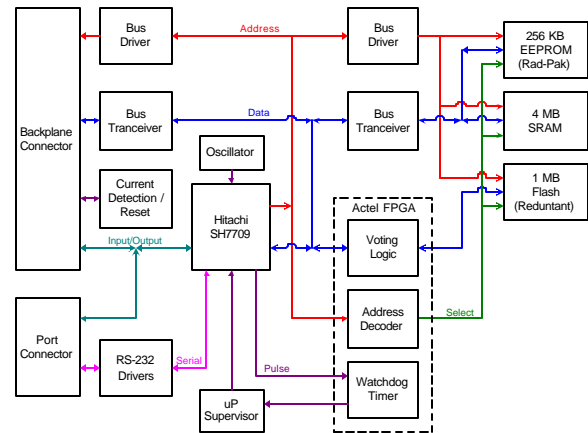 Bus
Driver
Address
Bus
Driver
256 KB
EEPROM
(Rad-Pak)
Backplane
Connector
Bus
Tranceiver
Data
Bus
Tranceiver
4 MB
SRAM
Oscillator
Current
Detection /
Reset
Hitachi
SH7709
Actel FPGA
1 MB
Flash
(Reduntant)
Input/Output
Voting
Logic
Port
Connector
RS-232
Drivers
Serial
Address
Decoder
Select
Pulse
uP
Supervisor
Watchdog
Timer